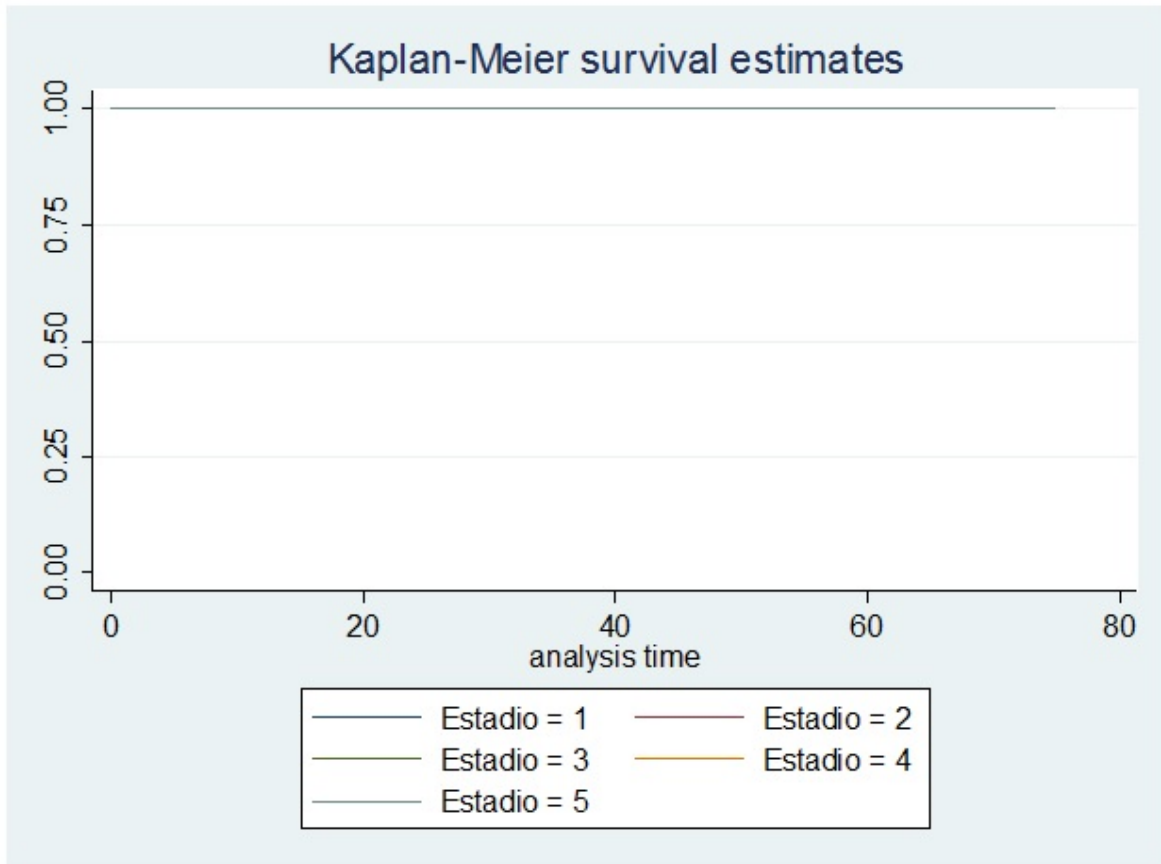 Kaplan-Meier survival estimates
1.00
0.75
0.50
0.25
0.00
0 20 40 60 80
analysis time
Estadio = 1 Estadio = 2
Estadio = 3 Estadio = 4
Estadio = 5